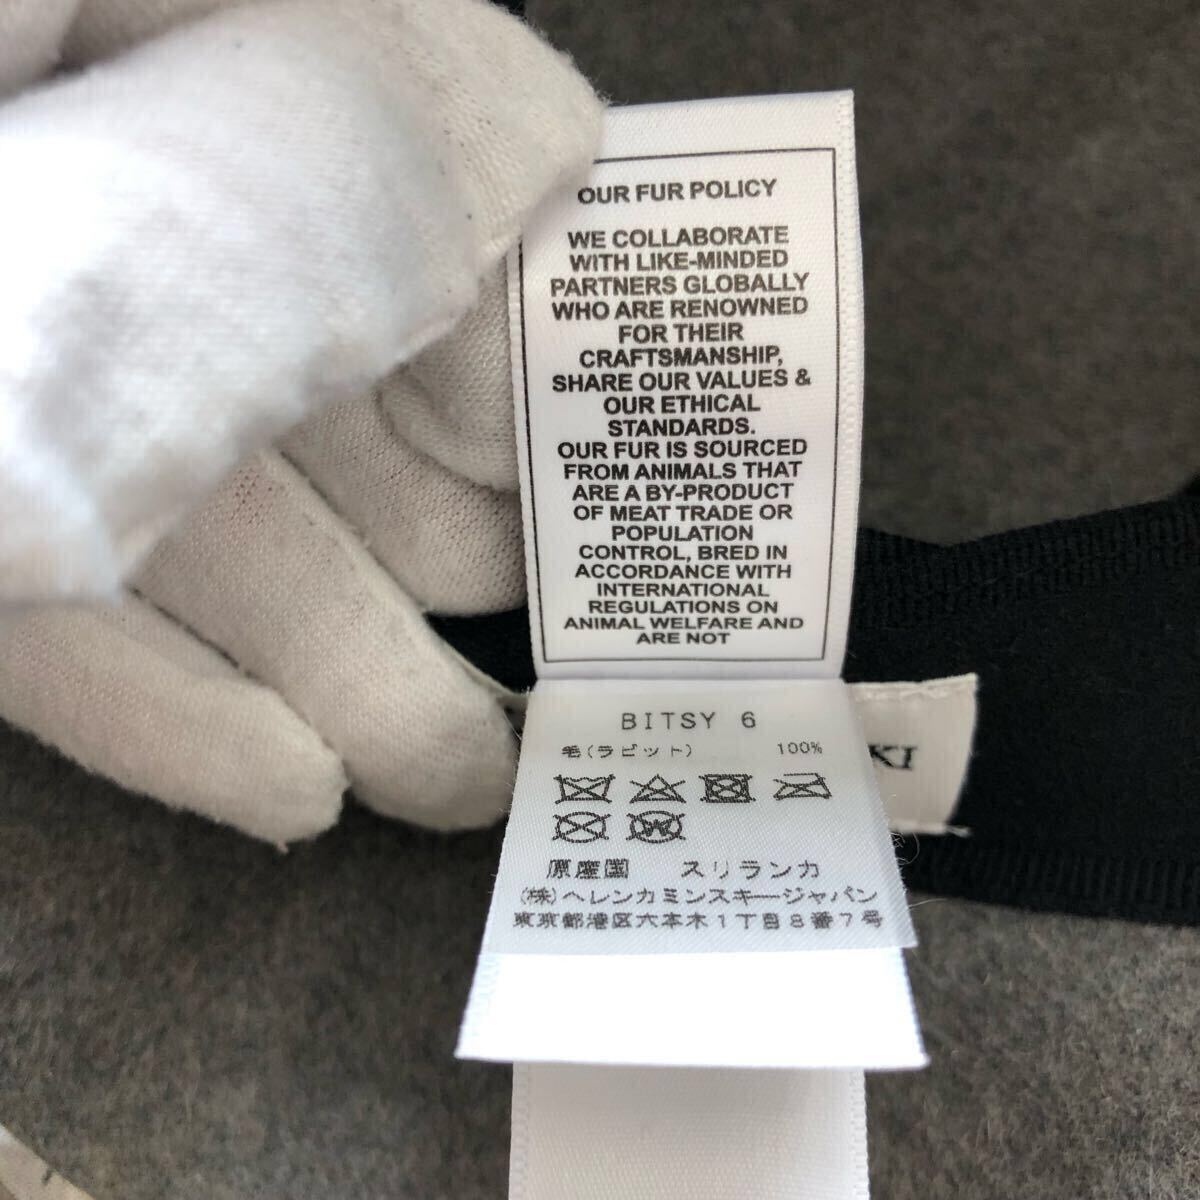 OUR FUR POLICY
WE COLLABORATE
WITH LIKE-MINDED
PARTNERS GLOBALLY
WHO ARE RENOWNED
FOR THEIR
CRAFTSMANSHIP,
SHARE OUR VALUES &
OUR ETHICAL
STANDARDS.
OUR FUR IS SOURCED
FROM ANIMALS THAT
ARE A BY-PRODUCT
OF MEAT TRADE OR
POPULATION
CONTROL, BRED IN
ACCORDANCE WITH
INTERNATIONAL
REGULATIONS ON
ANIMAL WELFARE AND
ARE NOT
BITSY 6
毛(ラビット) 100%
W
原産国 スリランカ
(株)ヘレンカミンスキージャパン
東京都港区六本木1丁目8番7号
KI